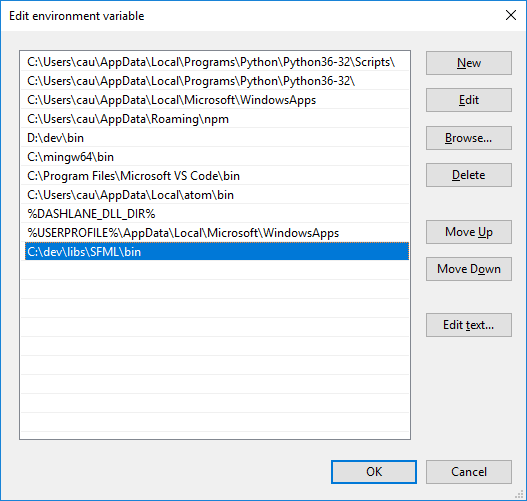 Edit environment variable
C:\Users\cau\AppData\Local\Programs\Python\Python36-32\Scripts\
C:\Users\cau\AppData\Local\Programs\Python\Python36-32\
C:\Users\cau\AppData\Local\Microsoft\WindowsApps
C:\Users\cau\AppData\Roaming\npm
D:\dev\bin
C:\mingw64\bin
C:\Program Files\Microsoft VS Code\bin
C:\Users\cau\AppData\Local\atom\bin
%DASHLANE_DLL_DIR%
%USERPROFILE%\AppData\Local\Microsoft\WindowsApps
C:\dev\libs\SFML\bin
New
Edit
Browse...
Delete
Move Up
Move Down
Edit text...
OK
Cancel